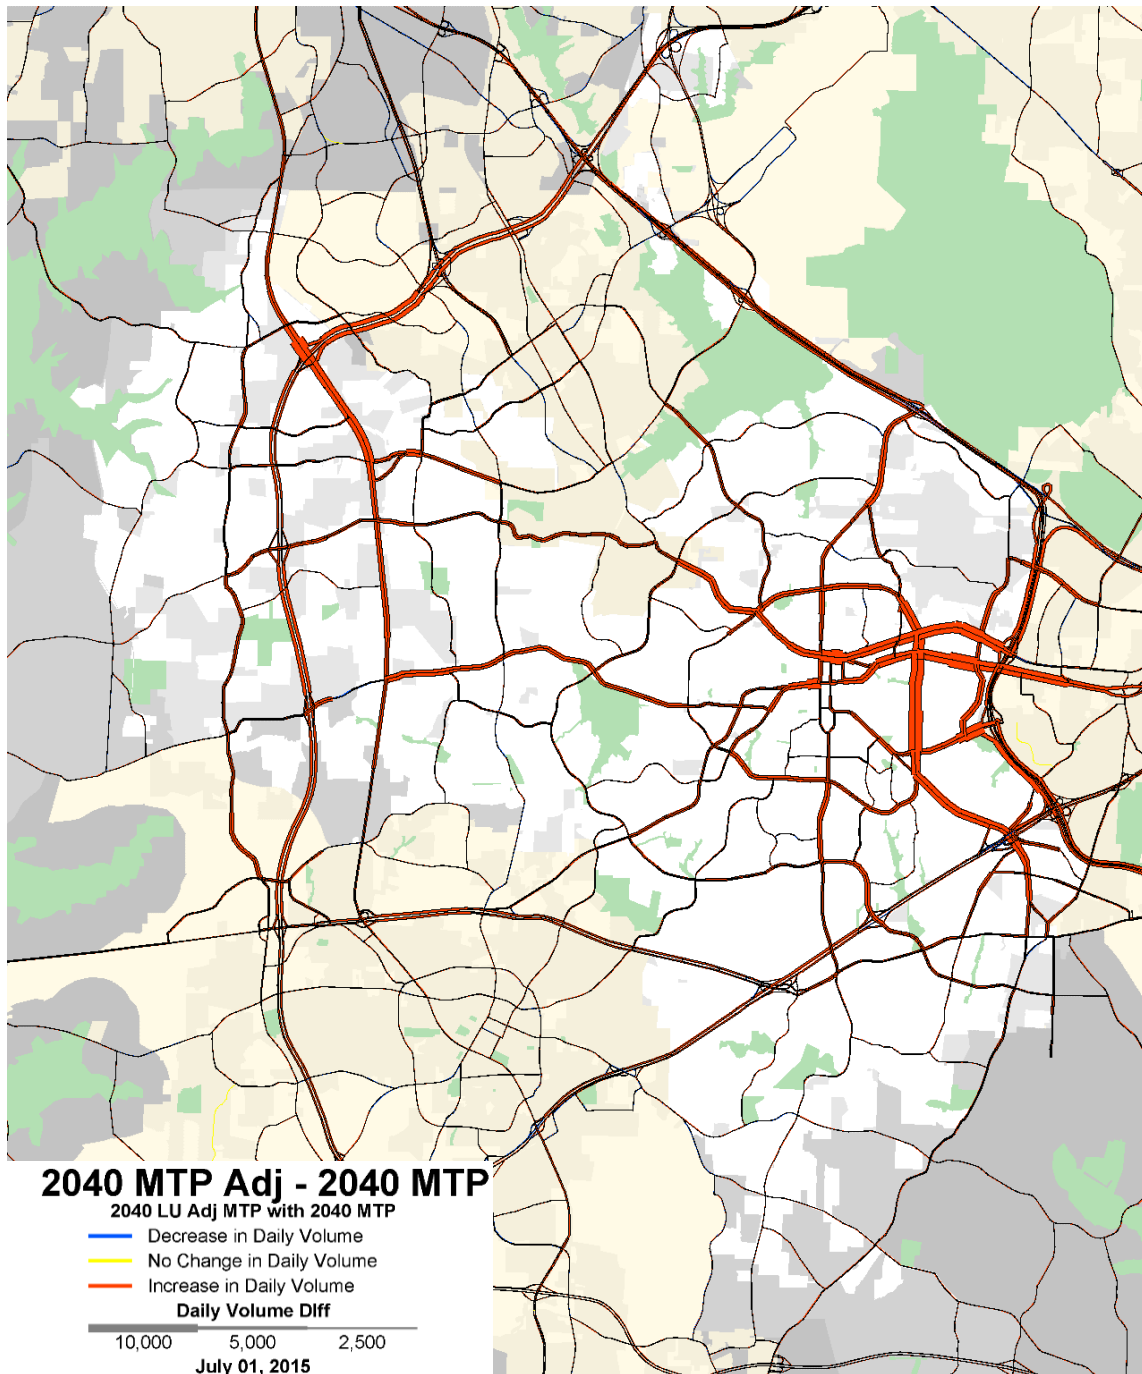 2040 MTP Adj - 2040 MTP
2040 LU Adj MTP with 2040 MTP
Decrease in Daily Volume
No Change in Daily Volume
Increase in Daily Volume
Daily Volume DIff
10,000 5,000 2,500
July 01, 2015